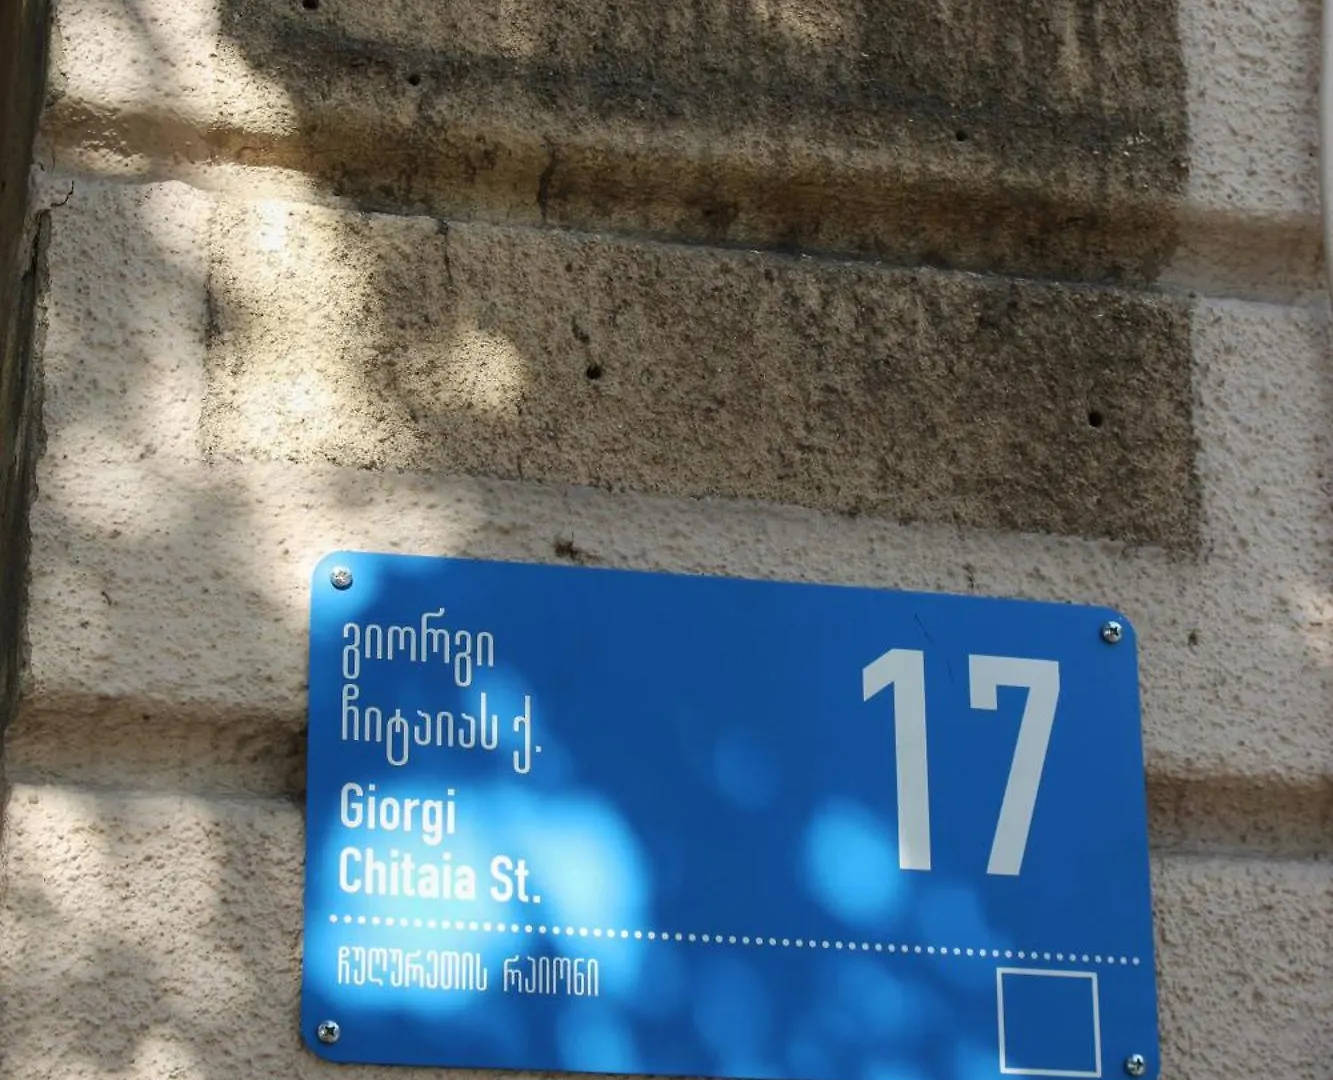 გიორგი
ჩიტაიას ქ.
Giorgi
Chitaia St.
17
ჩუღურეთის რაიონი